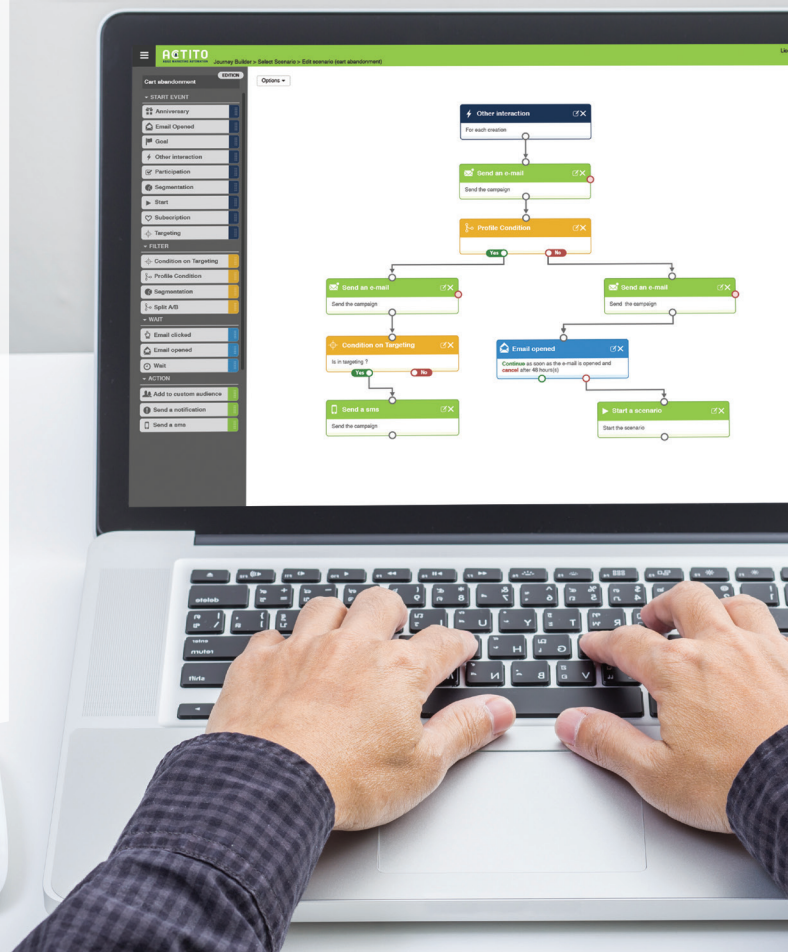 ACTITO
Journey Builder > Select Scenario > Edit scenario (cart abandonment)
Cart abandonment
EDITION
Options
START EVENT
Anniversary
Email Opened
Goal
Other interaction
Participation
Segmentation
Start
Subscription
Targeting
FILTER
Condition on Targeting
Profile Condition
Segmentation
Split A/B
WAIT
Email clicked
Email opened
Wait
ACTION
Add to custom audience
Send a notification
Send a sms
Other interaction
For each creation
Send an e-mail
Send the campaign
Profile Condition
Yes
No
Send an e-mail
Send the campaign
Send an e-mail
Send the campaign
Condition on Targeting
Is in targeting ?
Yes
No
Email opened
Continue as soon as the e-mail is opened and
cancel after 48 hours(s)
Send a sms
Send the campaign
Start a scenario
Start the scenario